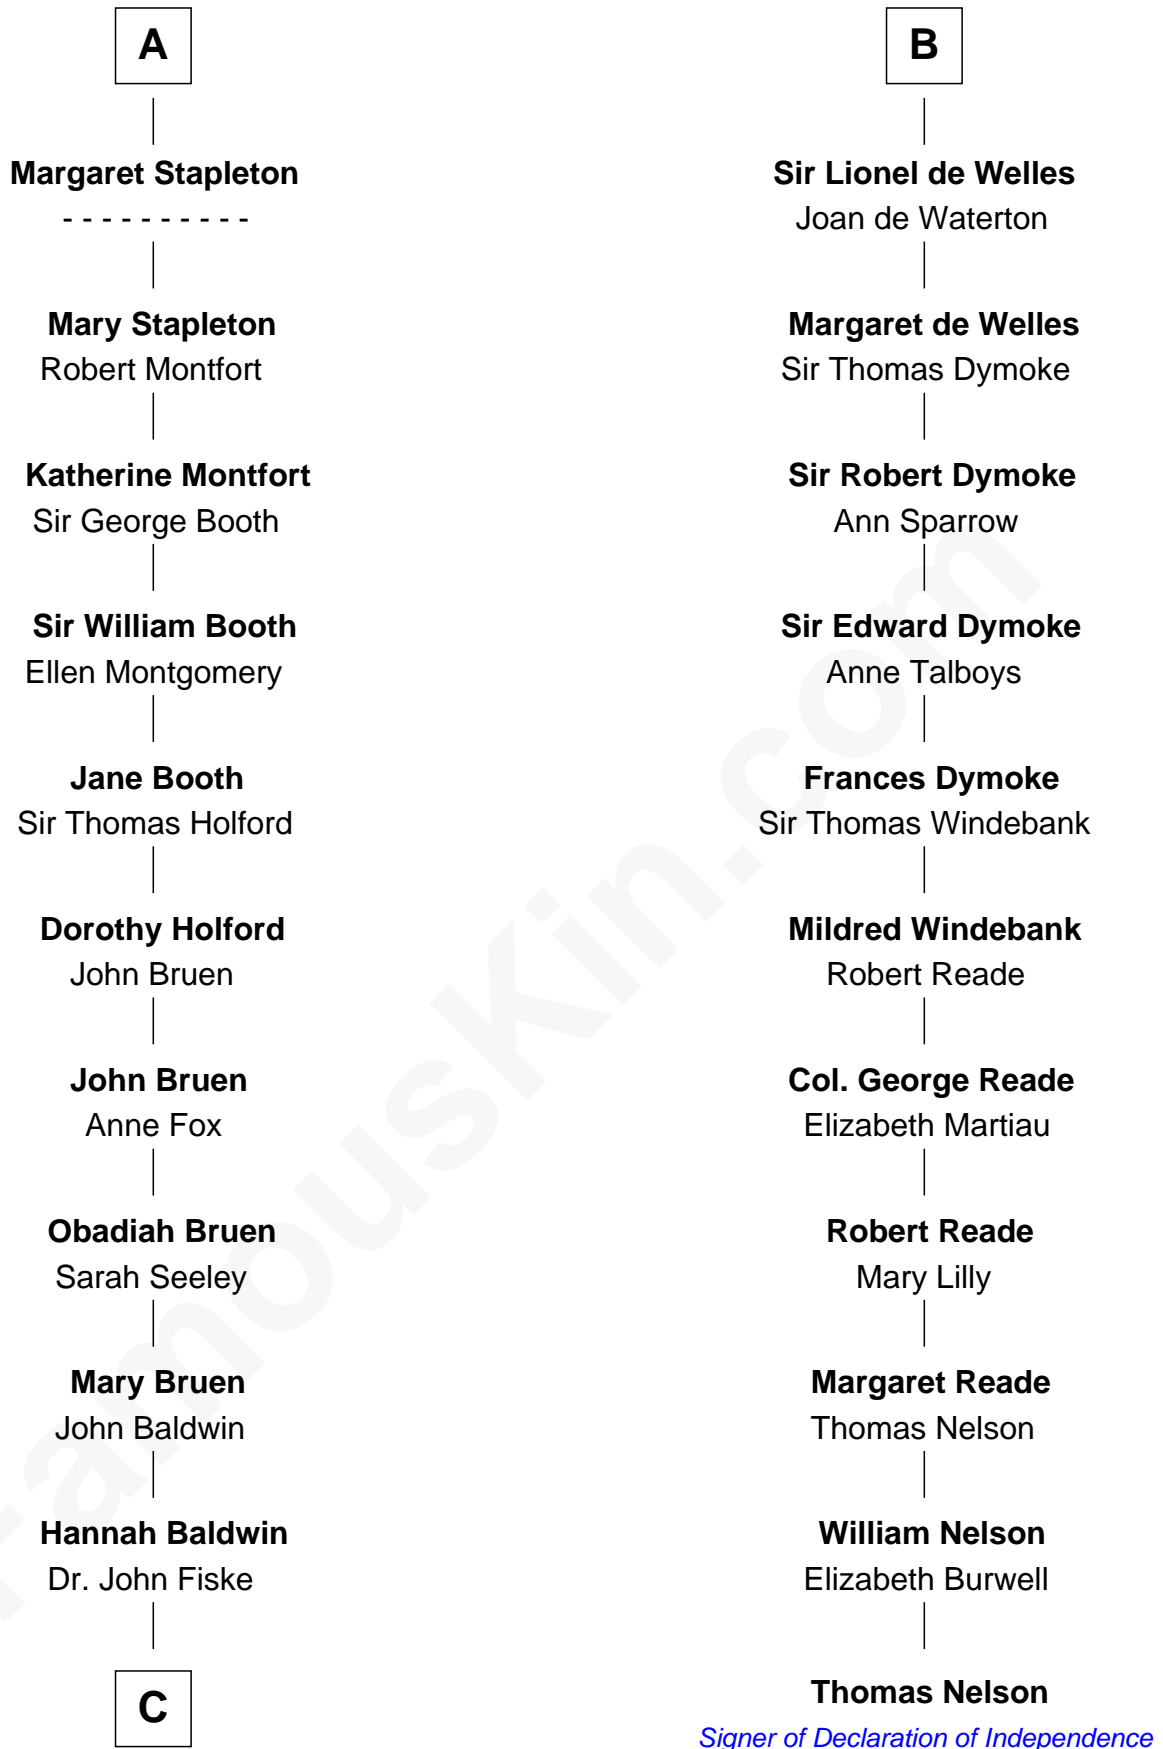 A
Margaret Stapleton
- - - - - - - - - -
Mary Stapleton
Robert Montfort
Katherine Montfort
Sir George Booth
Sir William Booth
Ellen Montgomery
Jane Booth
Sir Thomas Holford
Dorothy Holford
John Bruen
John Bruen
Anne Fox
Obadiah Bruen
Sarah Seeley
Mary Bruen
John Baldwin
Hannah Baldwin
Dr. John Fiske
C
B
Sir Lionel de Welles
Joan de Waterton
Margaret de Welles
Sir Thomas Dymoke
Sir Robert Dymoke
Ann Sparrow
Sir Edward Dymoke
Anne Talboys
Frances Dymoke
Sir Thomas Windebank
Mildred Windebank
Robert Reade
Col. George Reade
Elizabeth Martiau
Robert Reade
Mary Lilly
Margaret Reade
Thomas Nelson
William Nelson
Elizabeth Burwell
Thomas Nelson
Signer of Declaration of Independence
FamousKin.com